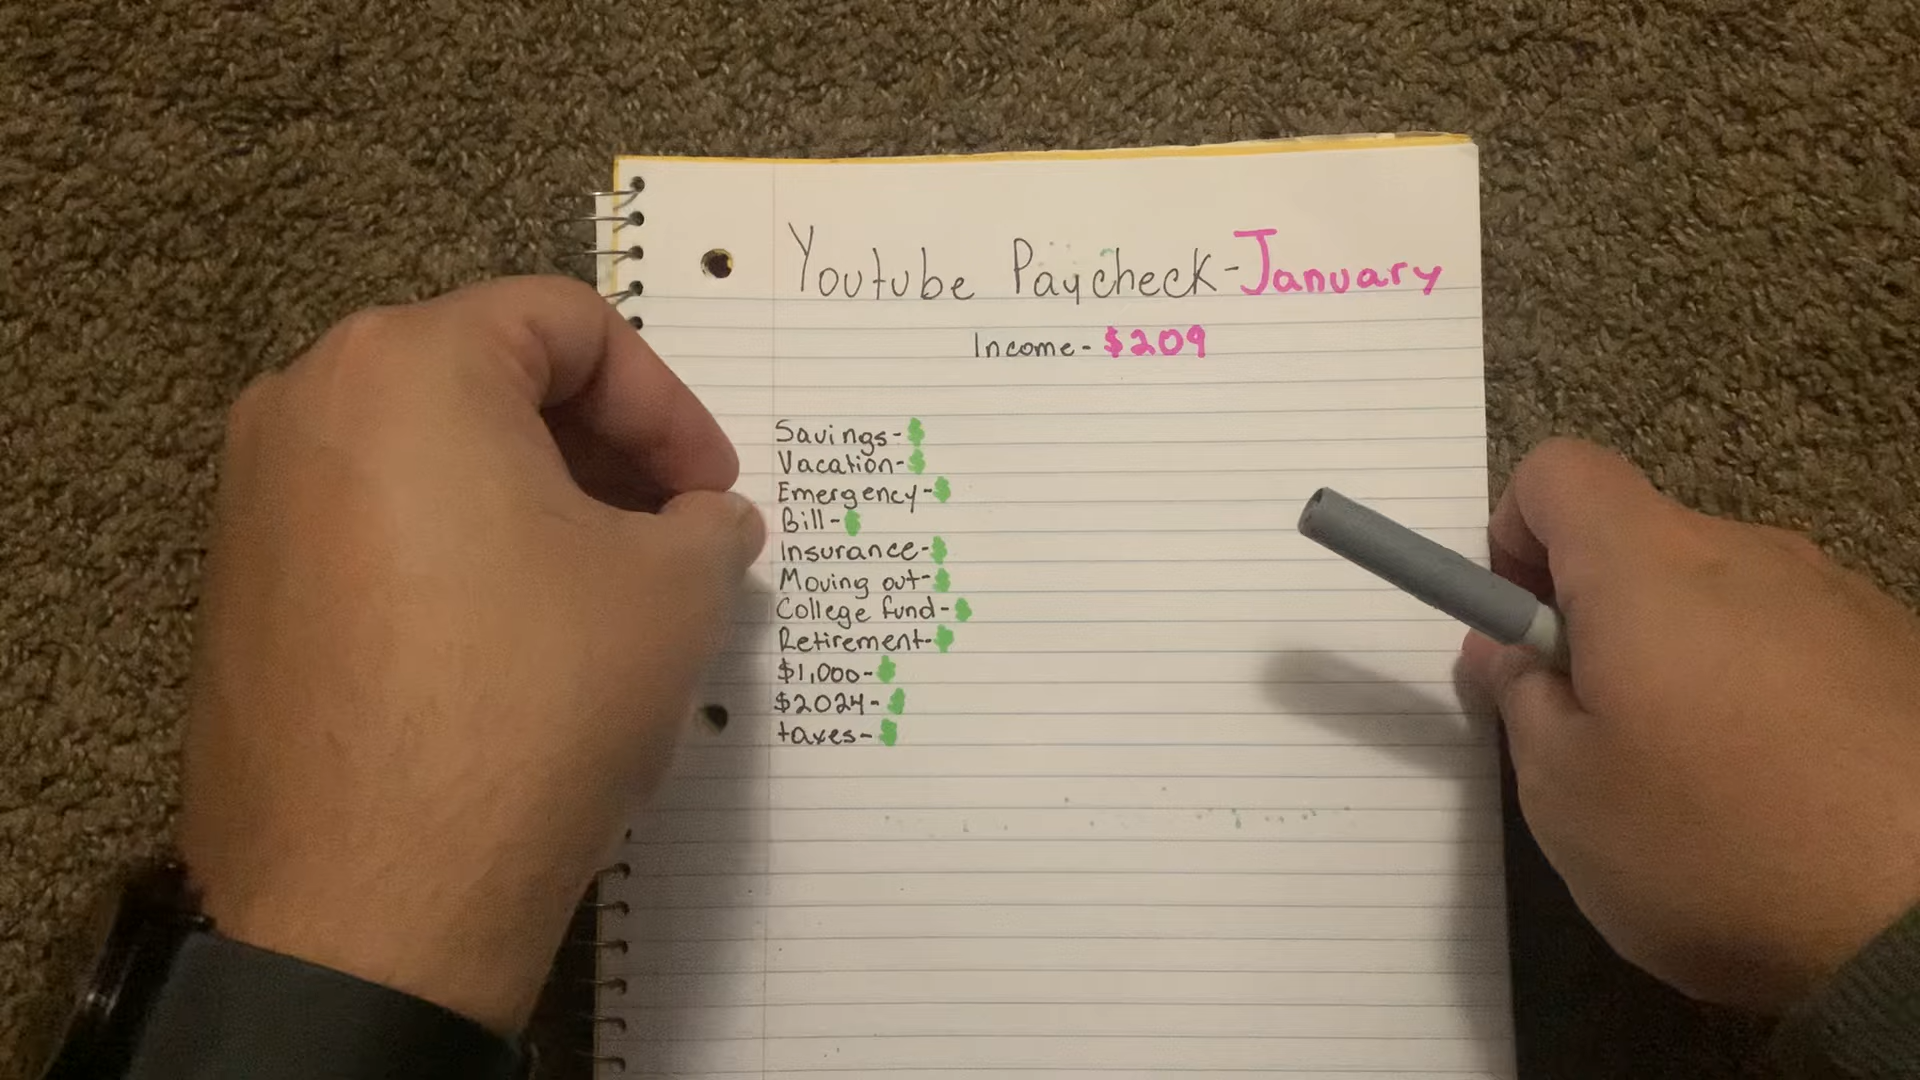 Youtube Paycheck-January
Income-$209
Savings-$
Vacation-$
Emergency-$
Bill-$
Insurance-$
Moving out-$
College fund-$
Retirement-$
$1,000-$
$2024-$
taxes-$